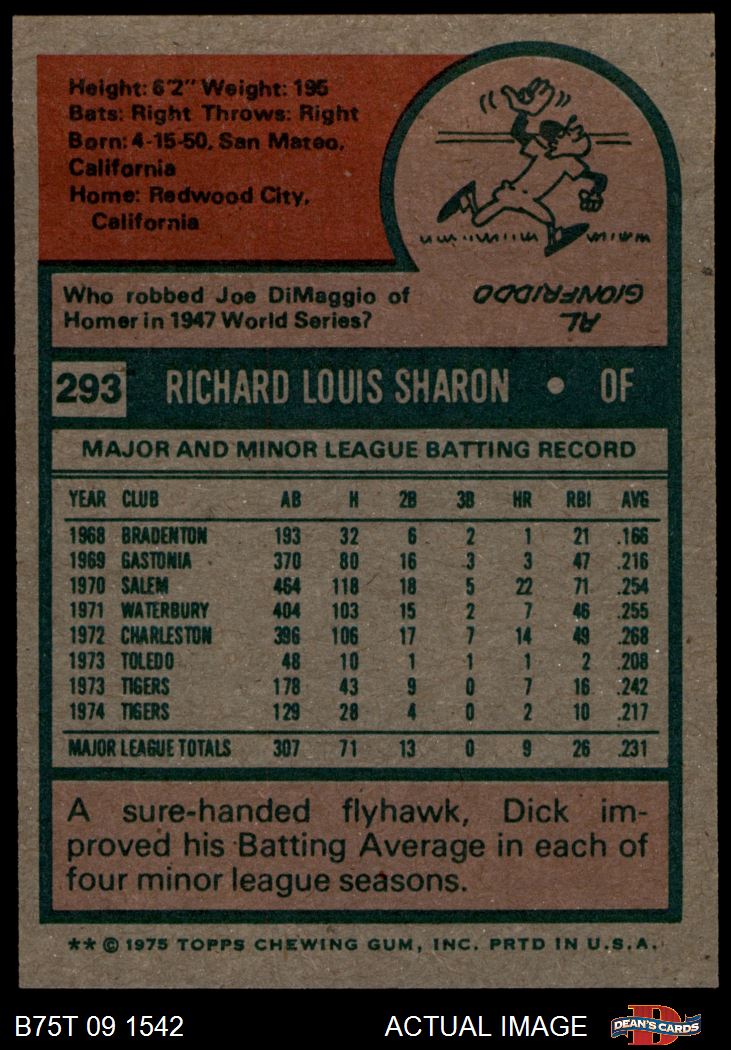 Height: 6'2" Weight: 195
Bats: Right Throws: Right
Born: 4-15-50, San Mateo,
California
Home: Redwood City,
California
Who robbed Joe DiMaggio of
Homer in 1947 World Series?
AL
GIONFRIDDO
293 RICHARD LOUIS SHARON • OF
MAJOR AND MINOR LEAGUE BATTING RECORD
YEAR CLUB AB H 2B 3B HR RBI AVG
1968 BRADENTON 193 32 6 2 1 21 .166
1969 GASTONIA 370 80 16 3 3 47 .216
1970 SALEM 464 118 18 5 22 71 .254
1971 WATERBURY 404 103 15 2 7 46 .255
1972 CHARLESTON 396 106 17 7 14 49 .268
1973 TOLEDO 48 10 1 1 1 2 .208
1973 TIGERS 178 43 9 0 7 16 .242
1974 TIGERS 129 28 4 0 2 10 .217
MAJOR LEAGUE TOTALS 307 71 13 0 9 26 .231
A sure-handed flyhawk, Dick im-
proved his Batting Average in each of
four minor league seasons.
** © 1975 TOPPS CHEWING GUM, INC. PRTD IN U.S.A.
B75T 09 1542 ACTUAL IMAGE DEAN'S CARDS